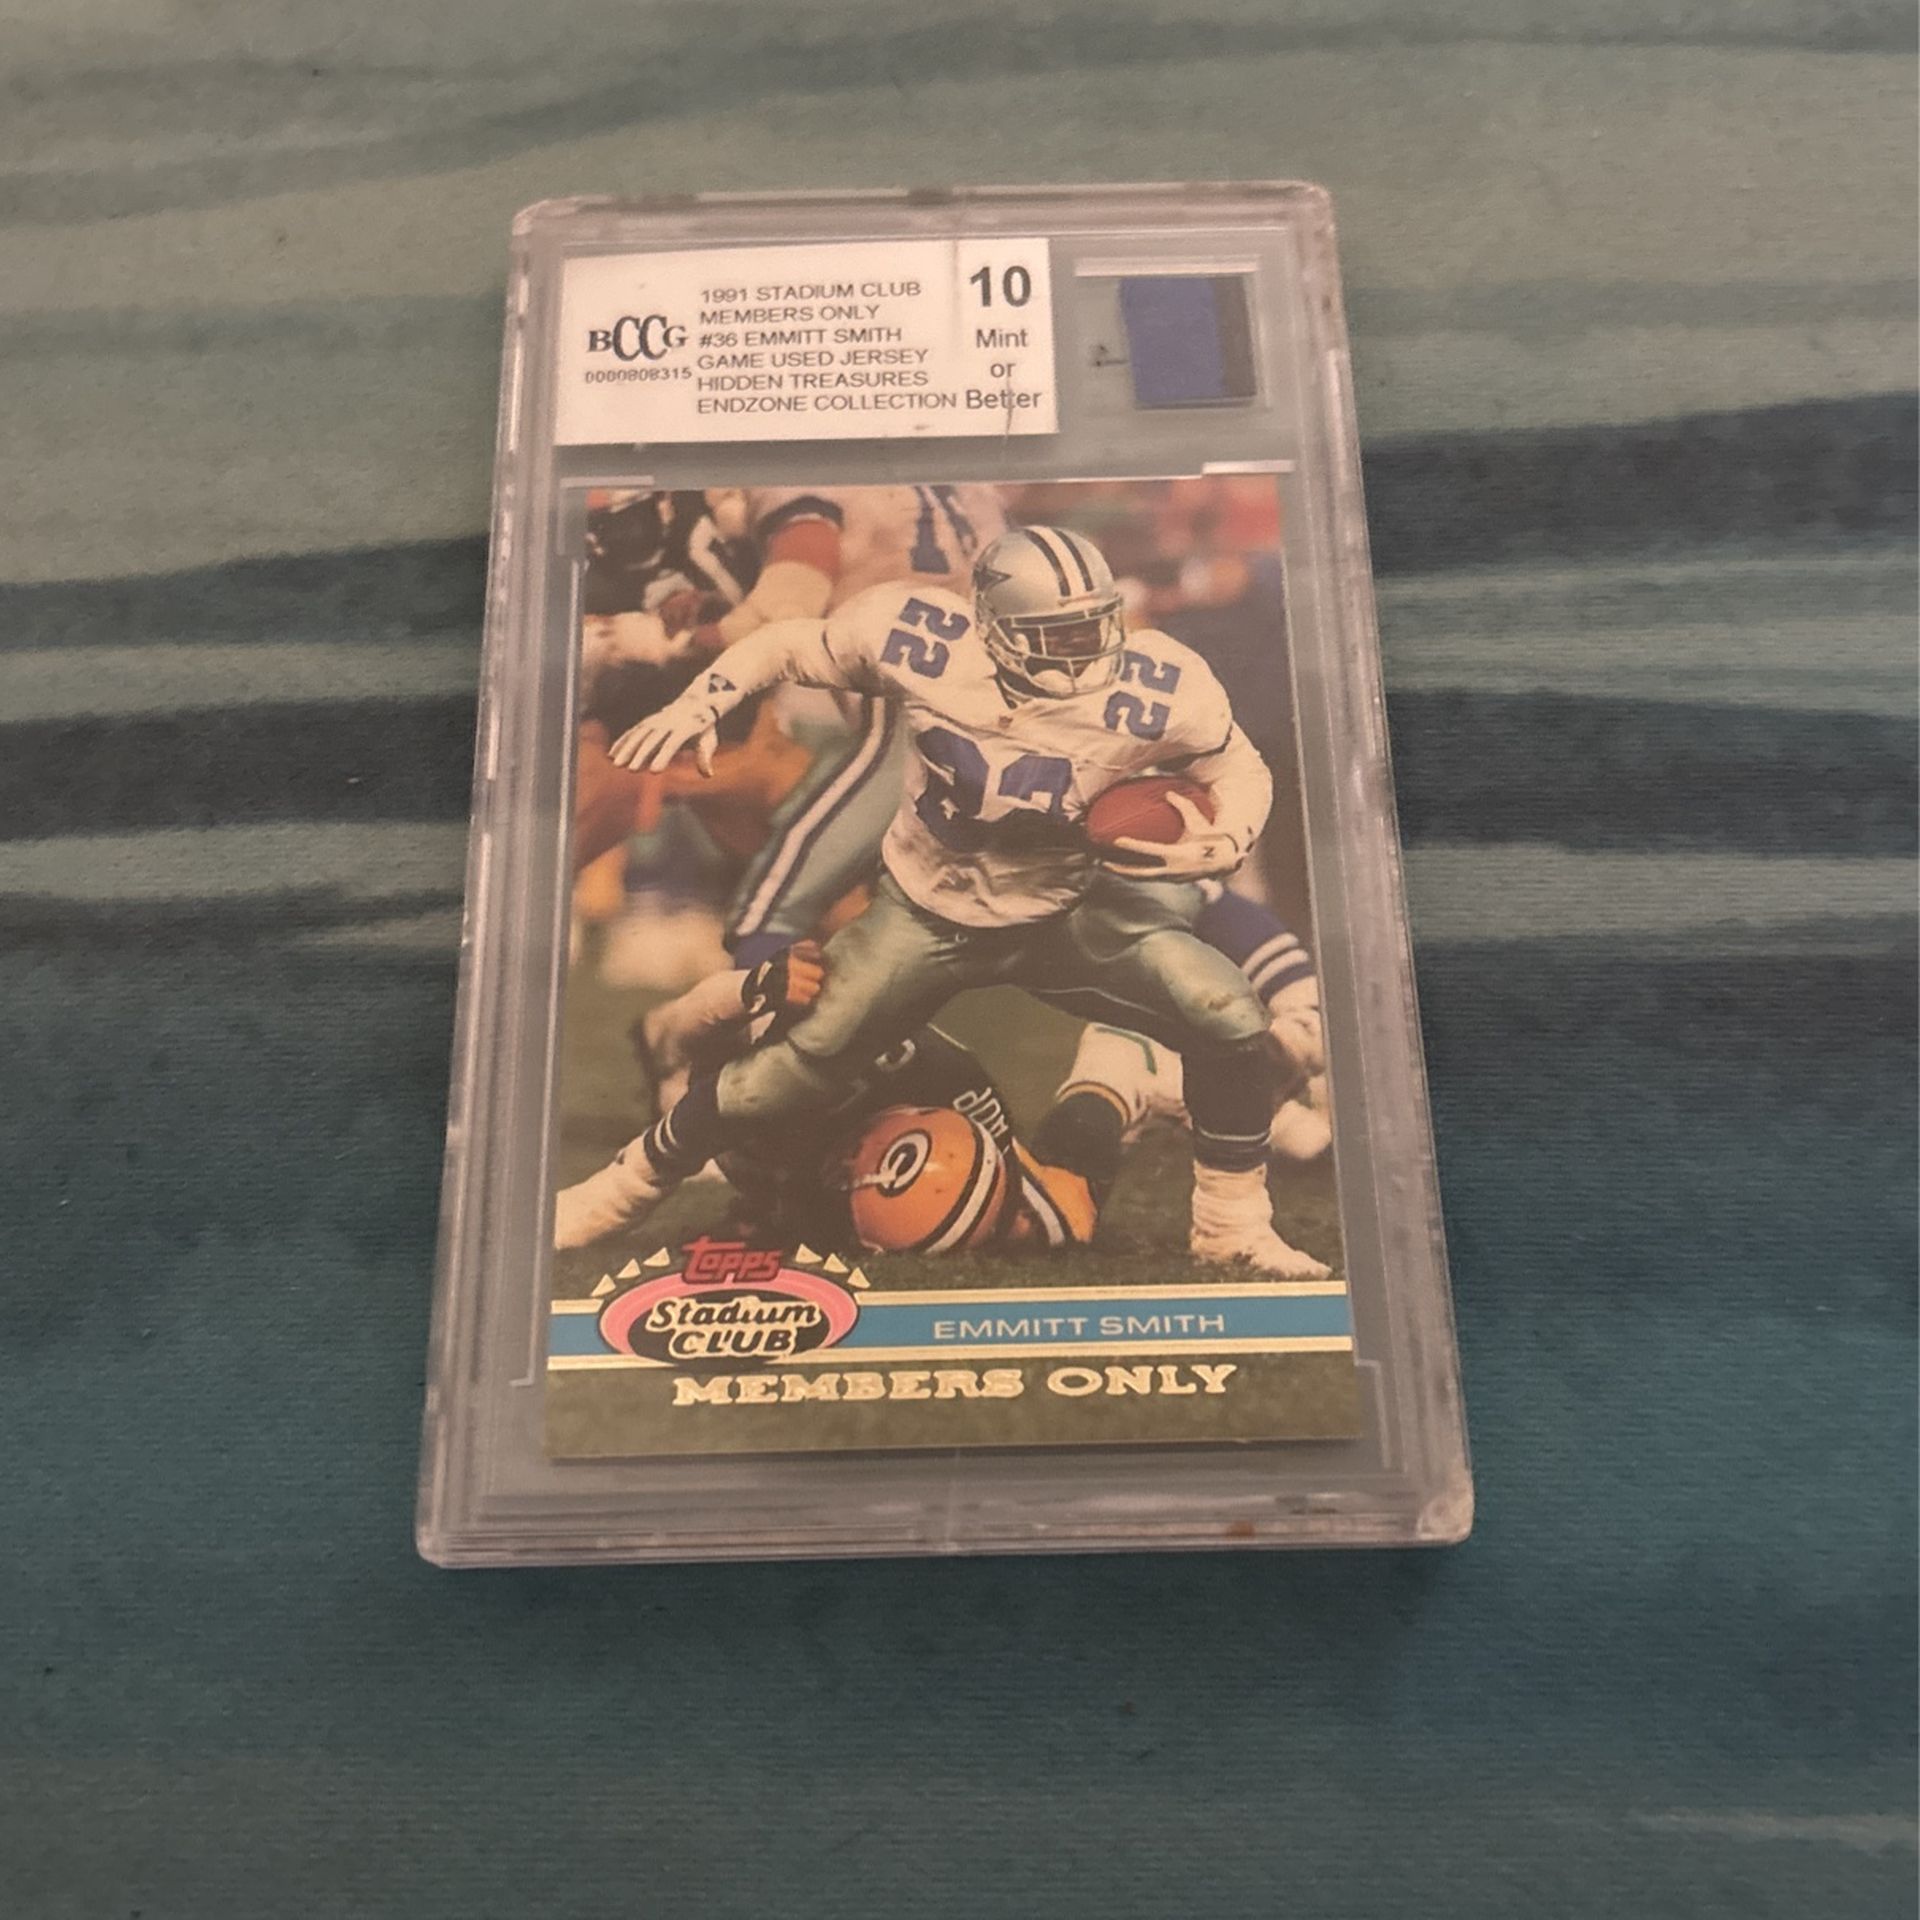 1991 STADIUM CLUB
MEMBERS ONLY
#36 EMMITT SMITH
GAME USED JERSEY
HIDDEN TREASURES
ENDZONE COLLECTION
BCCG
0000808315
10
Mint
or
Better
22
22
22
G
Topps
Stadium
CLUB
EMMITT SMITH
MEMBERS ONLY